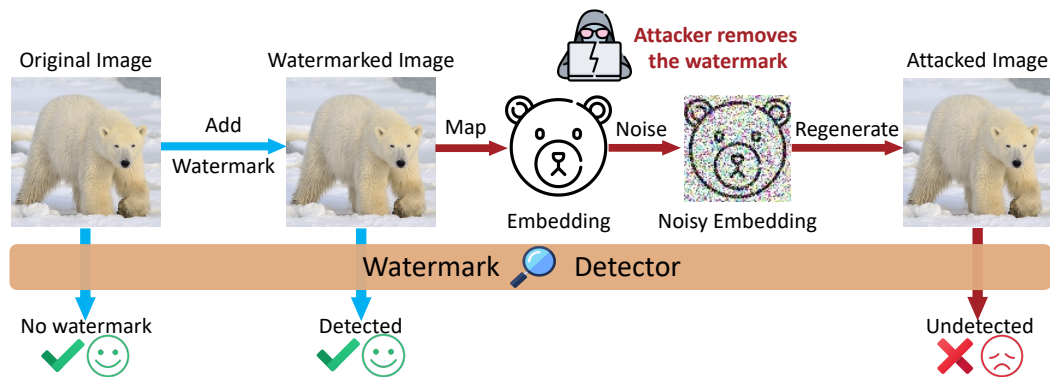 Attacker removes
the watermark
Original Image
Watermarked Image
Attacked Image
Add
Watermark
Map
Noise
Regenerate
Embedding
Noisy Embedding
Watermark Detector
No watermark
Detected
Undetected